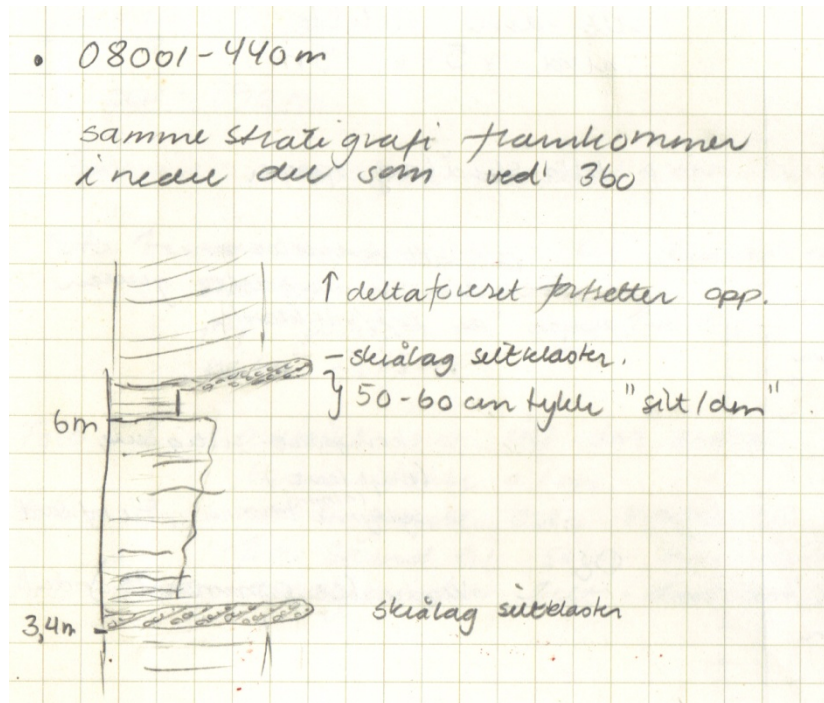 • 08001-440m
samme stratigrafi framkommer
i nedre del som ved 360
↑ deltaforeset fortsetter opp.
- skrålag siltklaster.
} 50-60 cm tykk "silt/dm"
6m
skrålag siltklaster
3,4m